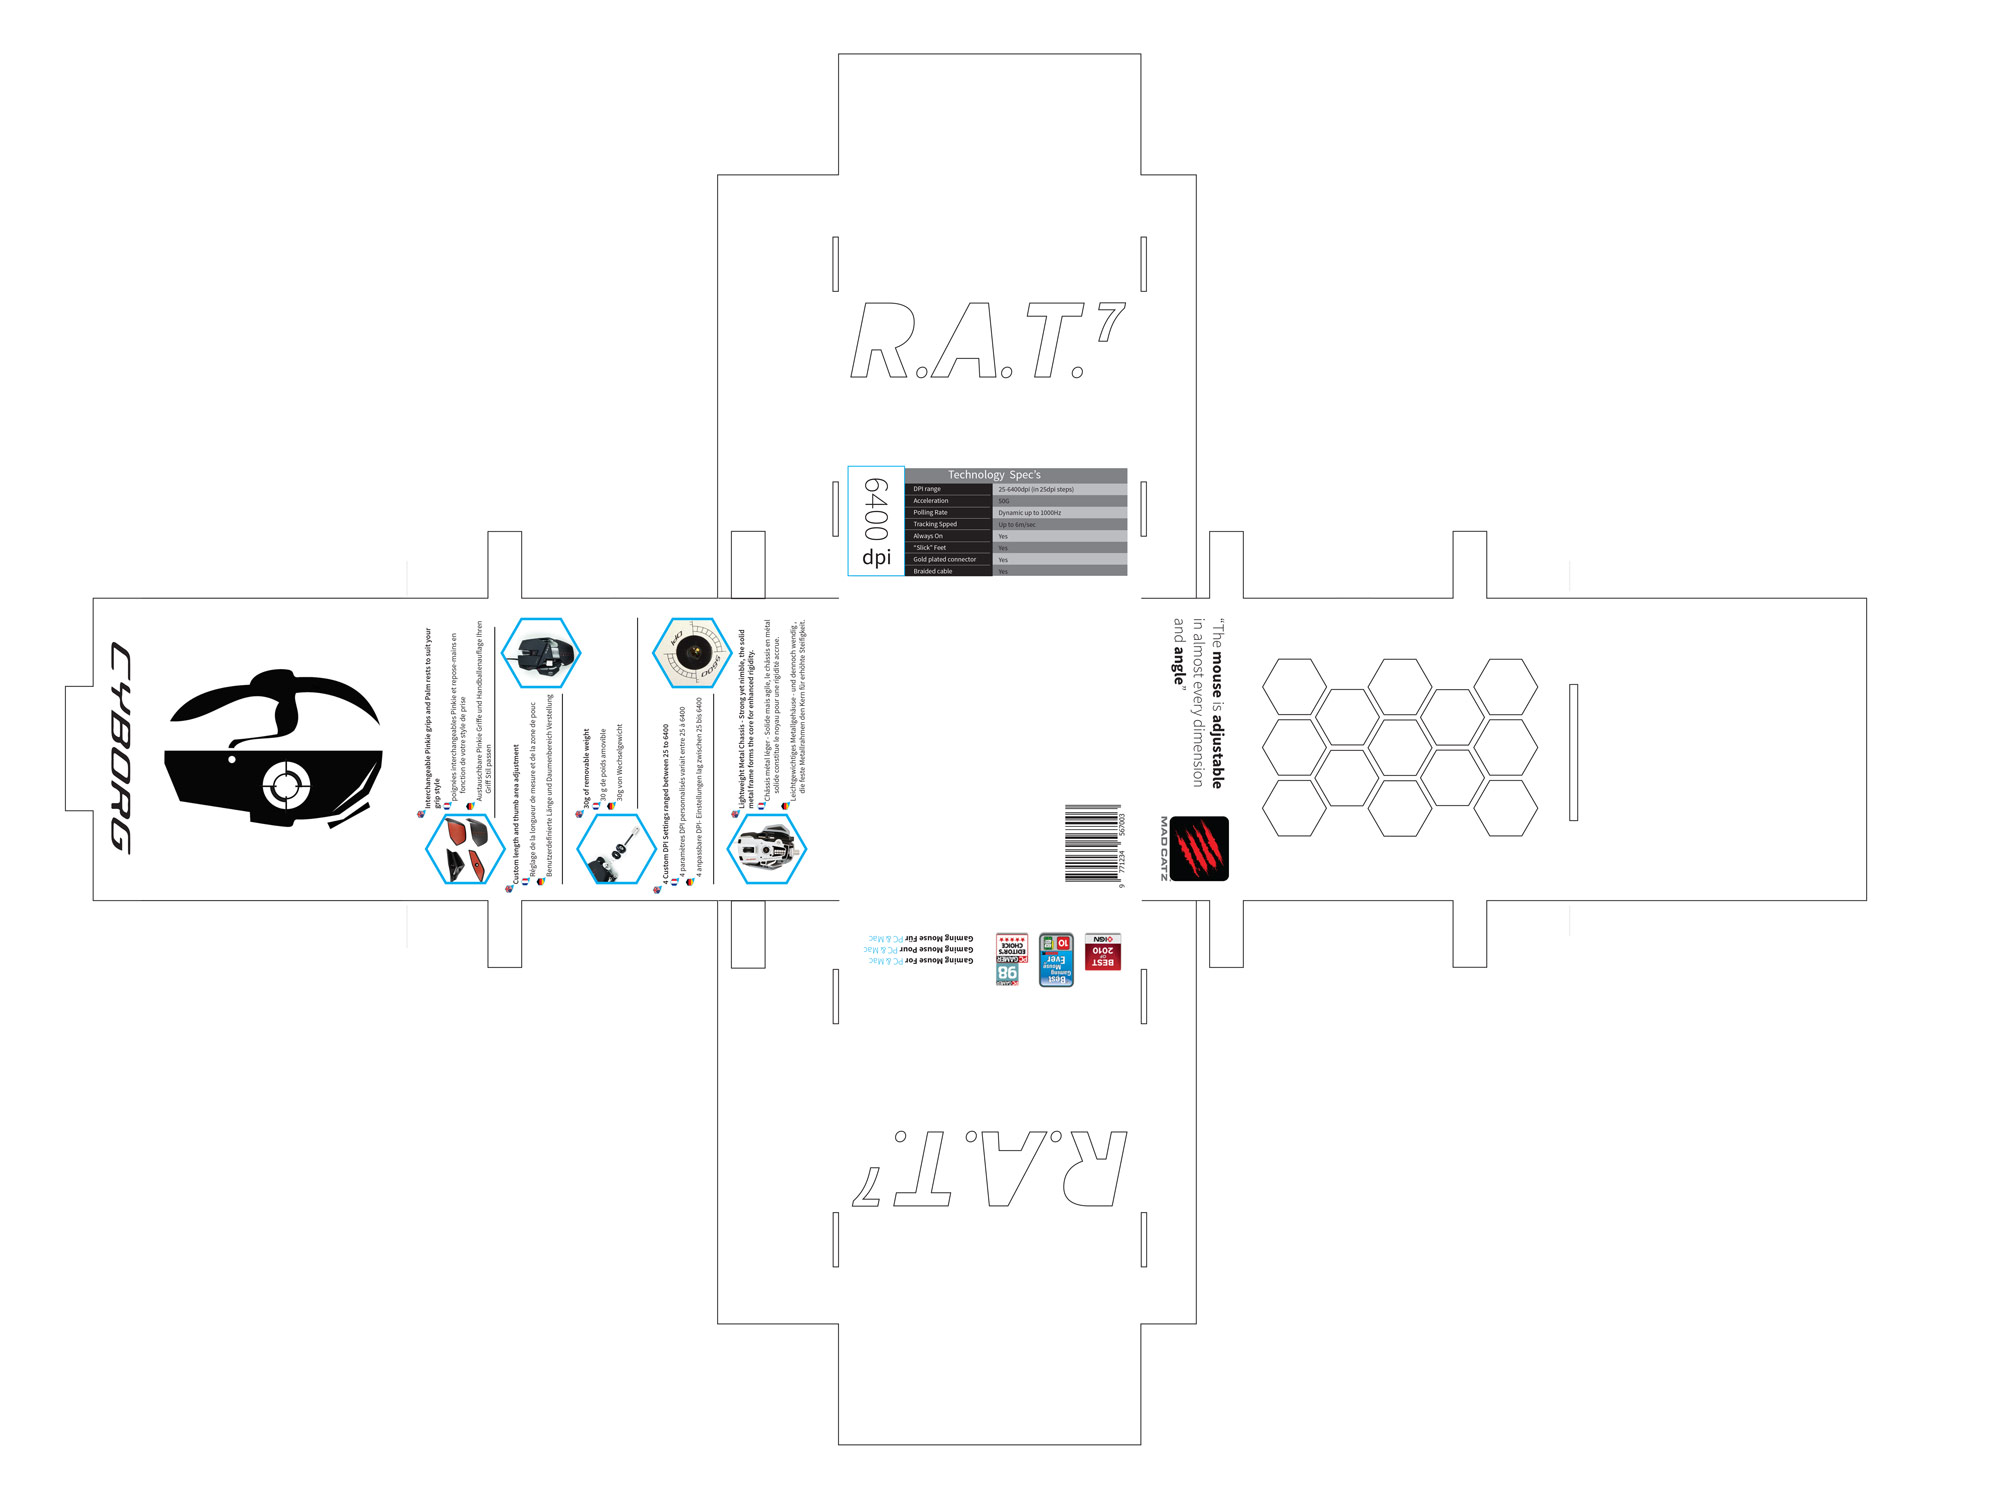 R.A.T.7
6400
dpi
Technology Spec's
DPI range 25-6400dpi (in 25dpi steps)
Acceleration 50G
Polling Rate Dynamic up to 1000Hz
Tracking Spped Up to 6m/sec
Always On Yes
"Slick" Feet Yes
Gold plated connector Yes
Braided cable Yes
CYBORG
Interchangeable Pinkie grips and Palm rests to suit your
grip style
poignées interchangeables Pinkie et repose-mains en
fonction de votre style de prise
Austauschbare Pinkie Griffe und Handballenauflage Ihren
Griff Stil passen
Custom length and thumb area adjustment
Réglage de la longueur de mesure et de la zone de pouc
Benutzerdefinierte Länge und Daumenbereich Verstellung
30g of removable weight
30 g de poids amovible
30g von Wechselgewicht
DPI
5600
4 Custom DPI Settings ranged between 25 to 6400
4 paramètres DPI personnalisés variait entre 25 à 6400
4 anpassbare DPI- Einstellungen lag zwischen 25 bis 6400
Lightweight Metal Chassis - Strong yet nimble, the solid
metal frame forms the core for enhanced rigidity.
Châssis métal léger - Solide mais agile, le châssis en métal
solide constitue le noyau pour une rigidité accrue.
Leichtgewichtiges Metallgehäuse - und dennoch wendig ,
die feste Metallrahmen den Kern für erhöhte Steifigkeit.
"The mouse is adjustable
in almost every dimension
and angle"
9 771234 567003
MAD CATZ
Gaming Mouse For PC & Mac
Gaming Mouse Pour PC & Mac
Gaming Mouse Für PC & Mac
98
PC GAMER
EDITOR'S
CHOICE
Best
Gaming
Mouse
Ever
10
BEST
OF
2010
IGN
R.A.T.7